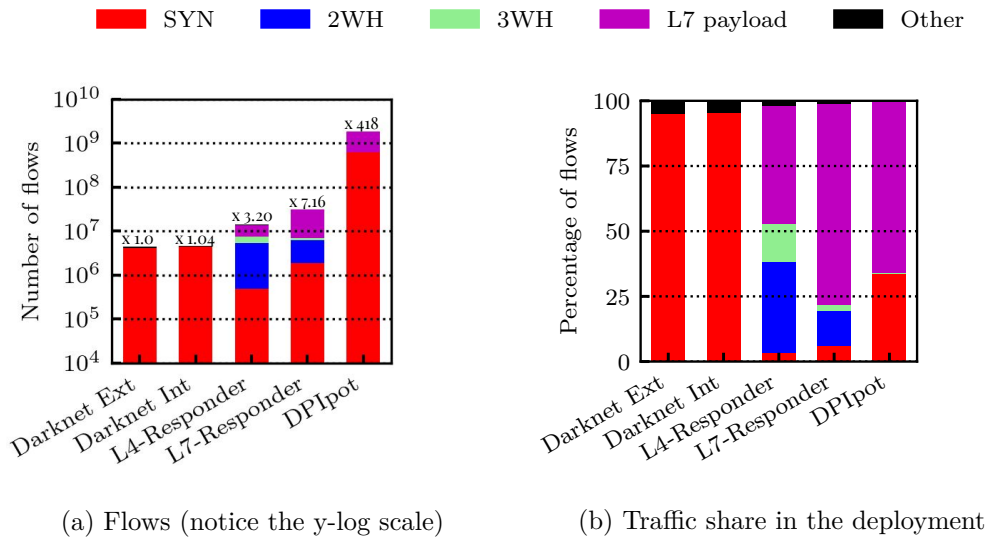 SYN 2WH 3WH L7 payload Other
Number of flows
10^10
10^9
10^8
10^7
10^6
10^5
10^4
x 1.0
x 1.04
x 3.20
x 7.16
x 418
Darknet Ext
Darknet Int
L4-Responder
L7-Responder
DPIpot
(a) Flows (notice the y-log scale)
Percentage of flows
100
75
50
25
0
Darknet Ext
Darknet Int
L4-Responder
L7-Responder
DPIpot
(b) Traffic share in the deployment